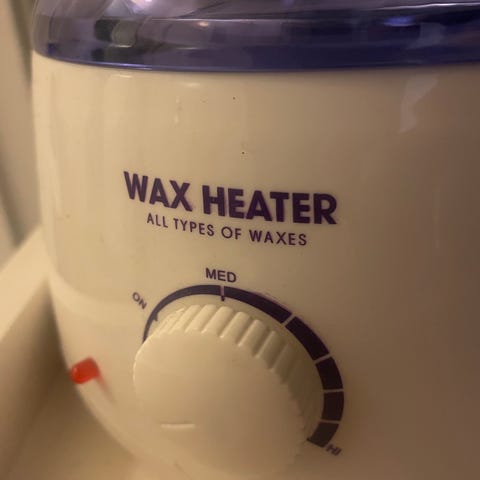 WAX HEATER
ALL TYPES OF WAXES
MED
ON
HI